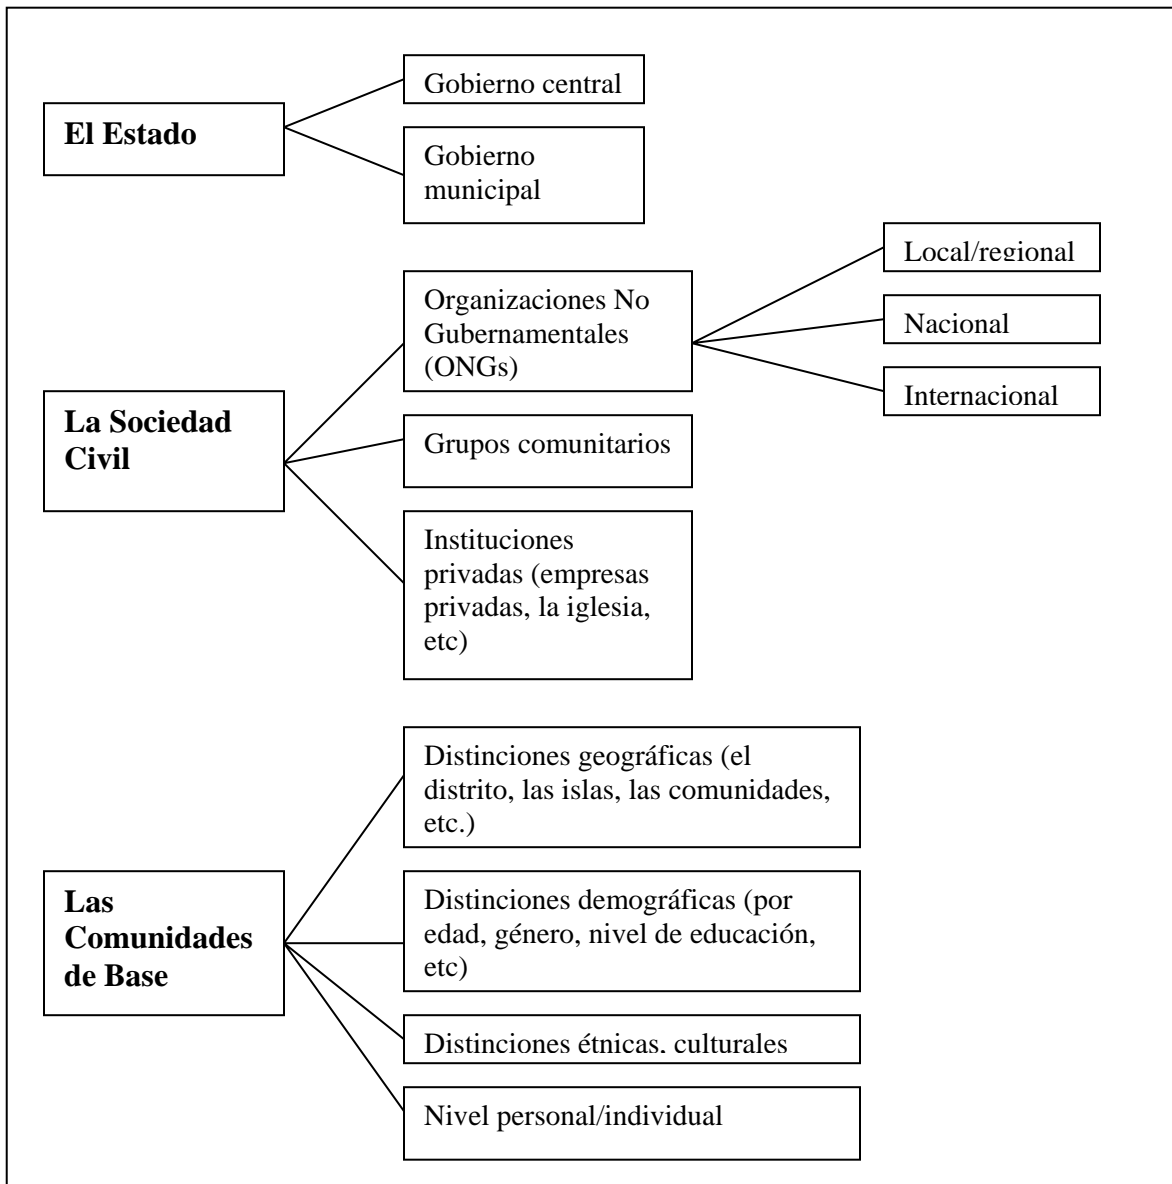 El Estado
Gobierno central
Gobierno
municipal
La Sociedad
Civil
Organizaciones No
Gubernamentales
(ONGs)
Local/regional
Nacional
Internacional
Grupos comunitarios
Instituciones
privadas (empresas
privadas, la iglesia,
etc)
Las
Comunidades
de Base
Distinciones geográficas (el
distrito, las islas, las comunidades,
etc.)
Distinciones demográficas (por
edad, género, nivel de educación,
etc)
Distinciones étnicas, culturales
Nivel personal/individual